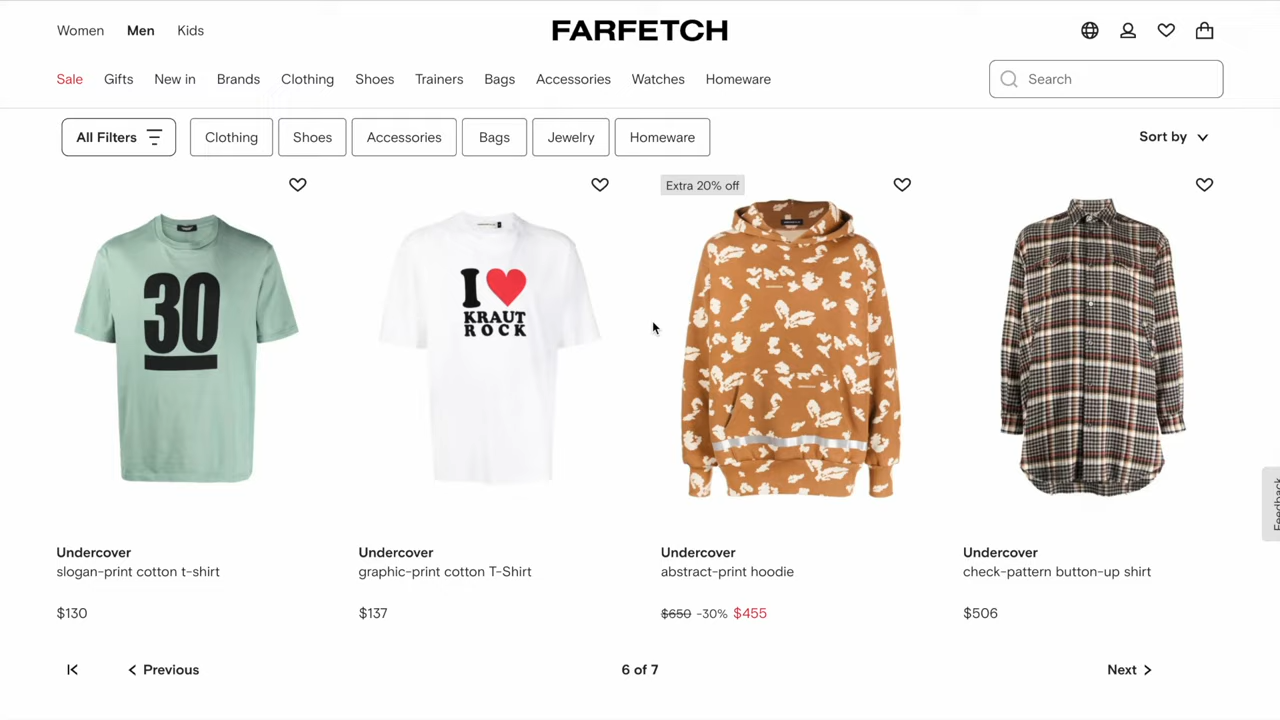 Women Men Kids
FARFETCH
Sale Gifts New in Brands Clothing Shoes Trainers Bags Accessories Watches Homeware
Search
All Filters Clothing Shoes Accessories Bags Jewelry Homeware
Sort by
Extra 20% off
30
I
KRAUT
ROCK
Feedback
Undercover
slogan-print cotton t-shirt
$130
Undercover
graphic-print cotton T-Shirt
$137
Undercover
abstract-print hoodie
$650 -30% $455
Undercover
check-pattern button-up shirt
$506
Previous
6 of 7
Next